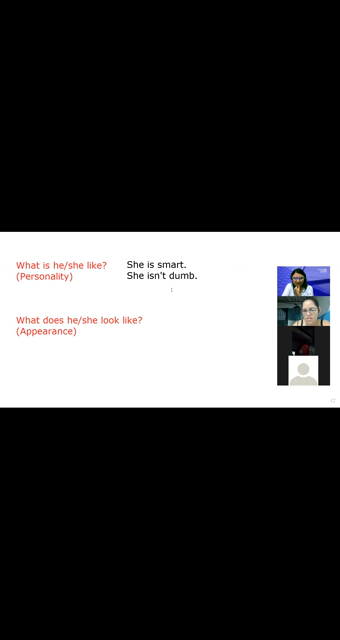 What is he/she like?
(Personality)
She is smart.
She isn't dumb.
What does he/she look like?
(Appearance)